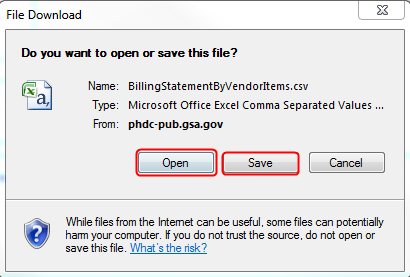 File Download
Do you want to open or save this file?
Name: BillingStatementByVendorItems.csv
Type: Microsoft Office Excel Comma Separated Values ...
From: phdc-pub.gsa.gov
Open Save Cancel
While files from the Internet can be useful, some files can potentially
harm your computer. If you do not trust the source, do not open or
save this file. What's the risk?